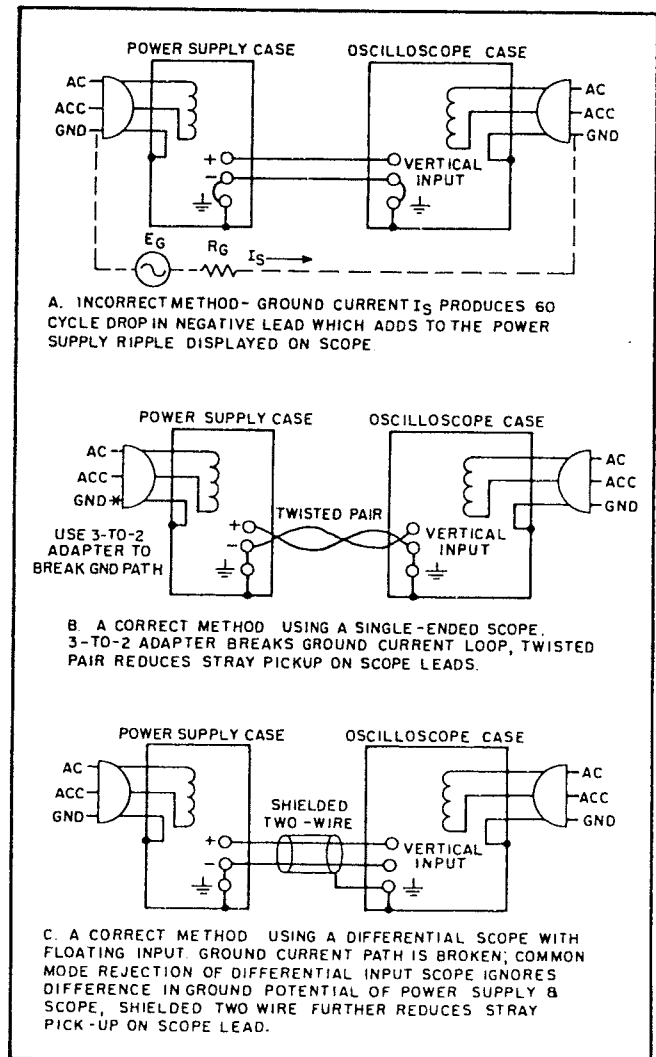 POWER SUPPLY CASE
OSCILLOSCOPE CASE
AC
ACC
GND
AC
ACC
GND
+
-
VERTICAL
INPUT
EG
RG
IS
A. INCORRECT METHOD- GROUND CURRENT IS PRODUCES 60
CYCLE DROP IN NEGATIVE LEAD WHICH ADDS TO THE POWER
SUPPLY RIPPLE DISPLAYED ON SCOPE.
POWER SUPPLY CASE
OSCILLOSCOPE CASE
AC
ACC
GND
AC
ACC
GND
USE 3-TO-2
ADAPTER TO
BREAK GND PATH
+
-
TWISTED PAIR
VERTICAL
INPUT
B. A CORRECT METHOD USING A SINGLE-ENDED SCOPE.
3-TO-2 ADAPTER BREAKS GROUND CURRENT LOOP, TWISTED
PAIR REDUCES STRAY PICKUP ON SCOPE LEADS.
POWER SUPPLY CASE
OSCILLOSCOPE CASE
AC
ACC
GND
AC
ACC
GND
SHIELDED
TWO-WIRE
+
-
VERTICAL
INPUT
C. A CORRECT METHOD USING A DIFFERENTIAL SCOPE WITH
FLOATING INPUT. GROUND CURRENT PATH IS BROKEN; COMMON
MODE REJECTION OF DIFFERENTIAL INPUT SCOPE IGNORES
DIFFERENCE IN GROUND POTENTIAL OF POWER SUPPLY &
SCOPE, SHIELDED TWO WIRE FURTHER REDUCES STRAY
PICK-UP ON SCOPE LEAD.